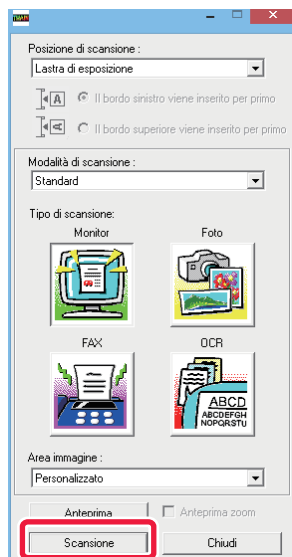 Posizione di scansione :
Lastra di esposizione
A
Il bordo sinistro viene inserito per primo
A
Il bordo superiore viene inserito per primo
Modalità di scansione :
Standard
Tipo di scansione:
Monitor
Foto
FAX
OCR
ABCD
ABCDEFGH
NOPQRSTU
Area immagine :
Personalizzato
Anteprima
Anteprima zoom
Scansione
Chiudi